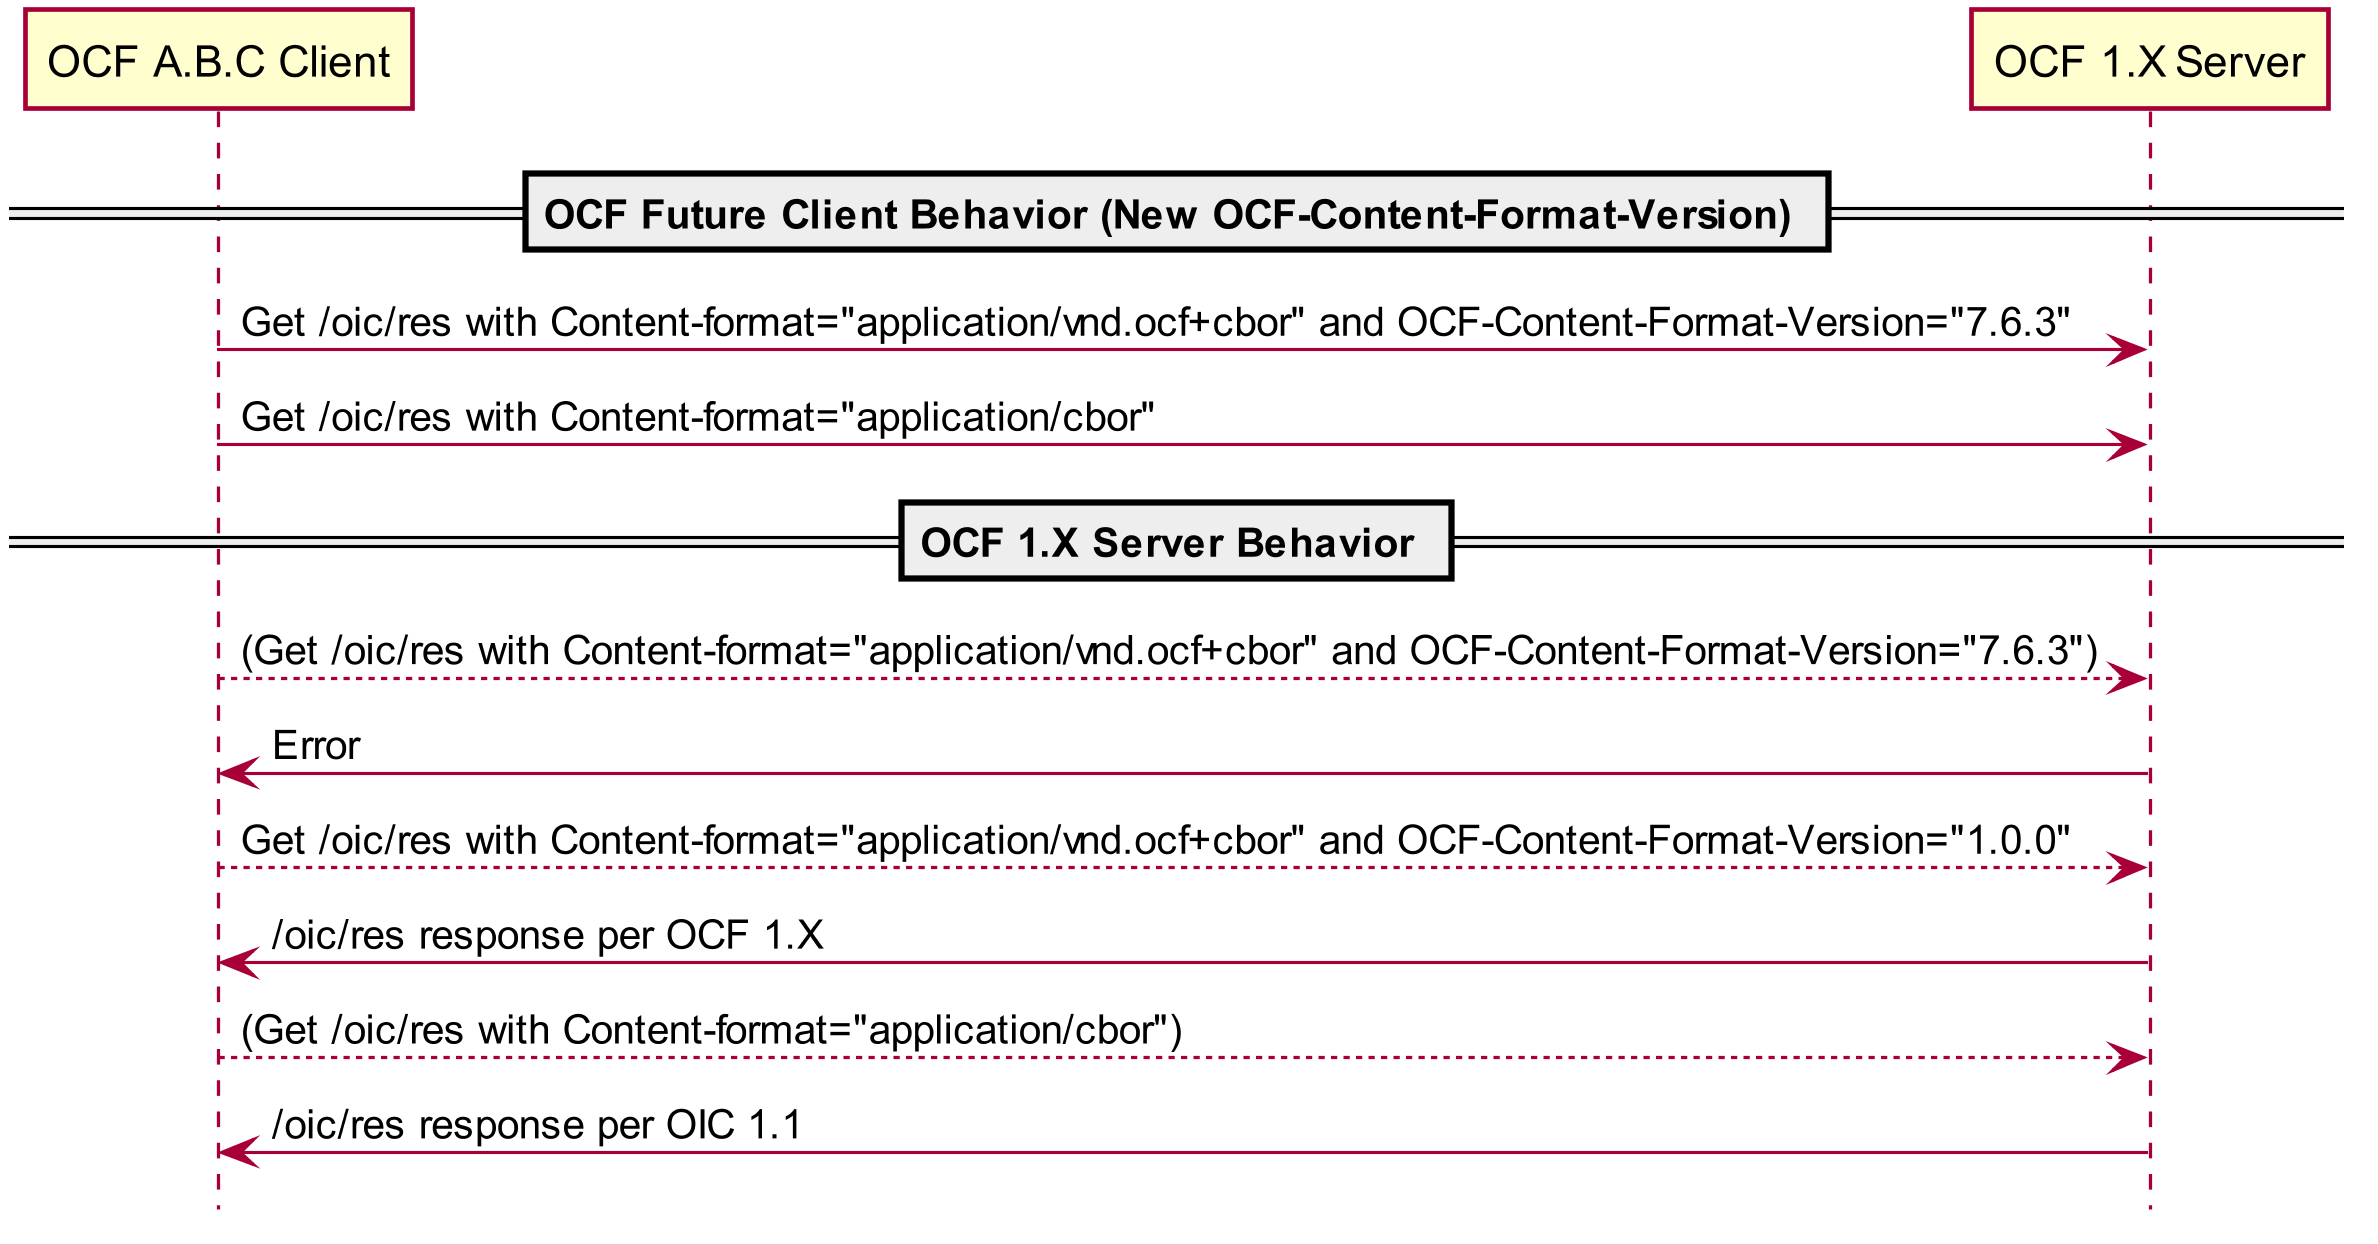 OCF A.B.C Client
OCF 1.X Server
OCF Future Client Behavior (New OCF-Content-Format-Version)
Get /oic/res with Content-format="application/vnd.ocf+cbor" and OCF-Content-Format-Version="7.6.3"
Get /oic/res with Content-format="application/cbor"
OCF 1.X Server Behavior
(Get /oic/res with Content-format="application/vnd.ocf+cbor" and OCF-Content-Format-Version="7.6.3")
Error
Get /oic/res with Content-format="application/vnd.ocf+cbor" and OCF-Content-Format-Version="1.0.0"
/oic/res response per OCF 1.X
(Get /oic/res with Content-format="application/cbor")
/oic/res response per OIC 1.1